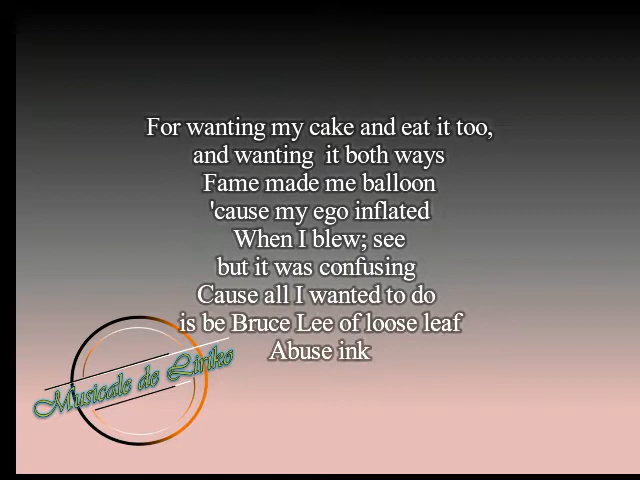 For wanting my cake and eat it too,
and wanting  it both ways
Fame made me balloon
'cause my ego inflated
When I blew; see
but it was confusing
Cause all I wanted to do
is be Bruce Lee of loose leaf
Abuse ink
Musicale de Liriko